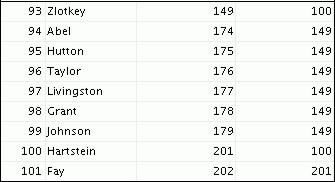 93 Zlotkey 149 100
94 Abel 174 149
95 Hutton 175 149
96 Taylor 176 149
97 Livingston 177 149
98 Grant 178 149
99 Johnson 179 149
100 Hartstein 201 100
101 Fay 202 201